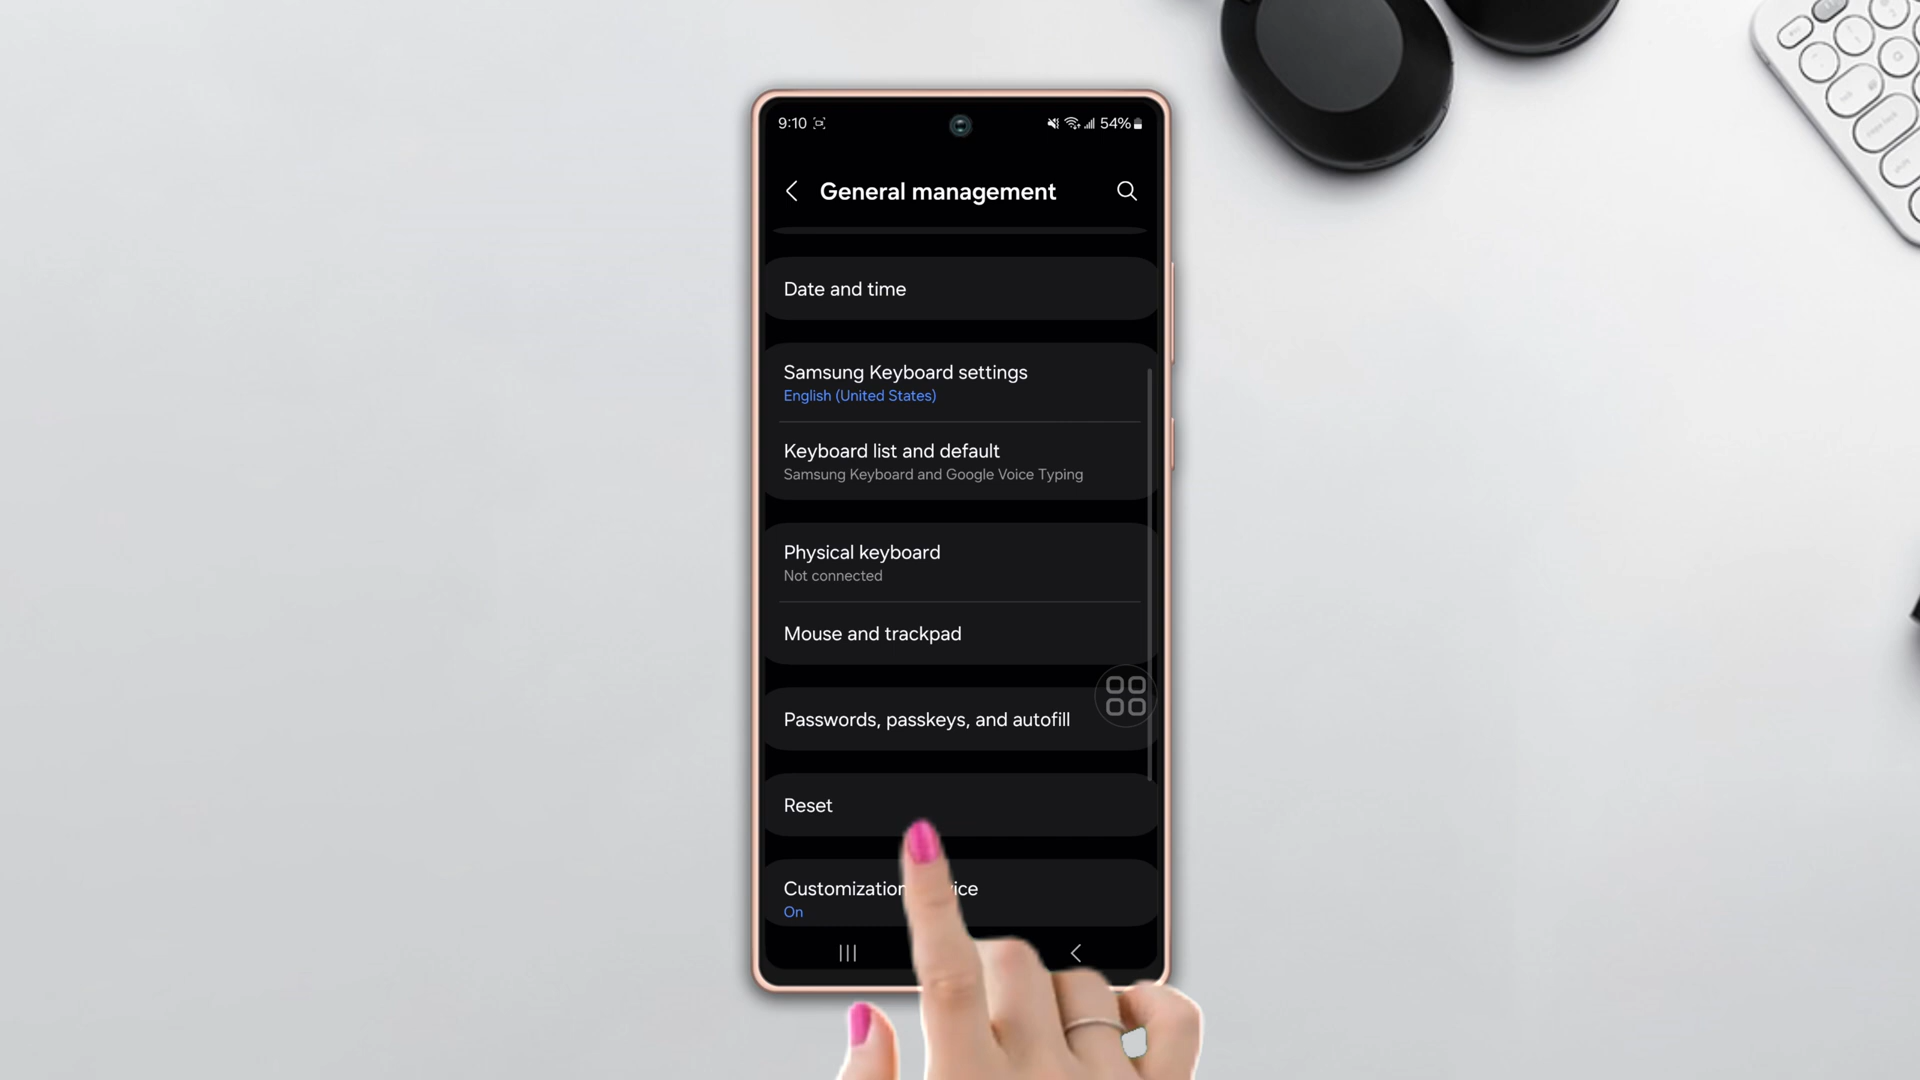 9:10 54%
General management
Date and time
Samsung Keyboard settings
English (United States)
Keyboard list and default
Samsung Keyboard and Google Voice Typing
Physical keyboard
Not connected
Mouse and trackpad
Passwords, passkeys, and autofill
Reset
Customization
On